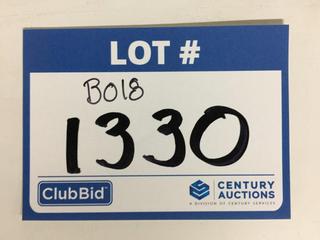 LOT #
B018
1330
ClubBid
CENTURY
AUCTIONS
A DIVISION OF CENTURY SERVICES